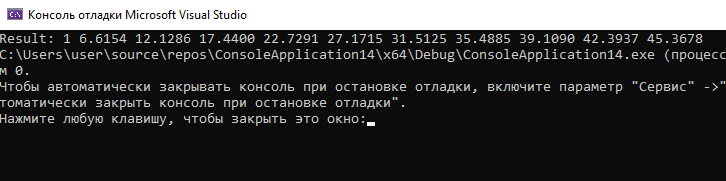 Консоль отладки Microsoft Visual Studio
Result: 1 6.6154 12.1286 17.4400 22.7291 27.1715 31.5125 35.4885 39.1090 42.3937 45.3678
C:\Users\user\source\repos\ConsoleApplication14\x64\Debug\ConsoleApplication14.exe (процесс
м 0.
Чтобы автоматически закрывать консоль при остановке отладки, включите параметр "Сервис" ->"
томатически закрыть консоль при остановке отладки".
Нажмите любую клавишу, чтобы закрыть это окно: